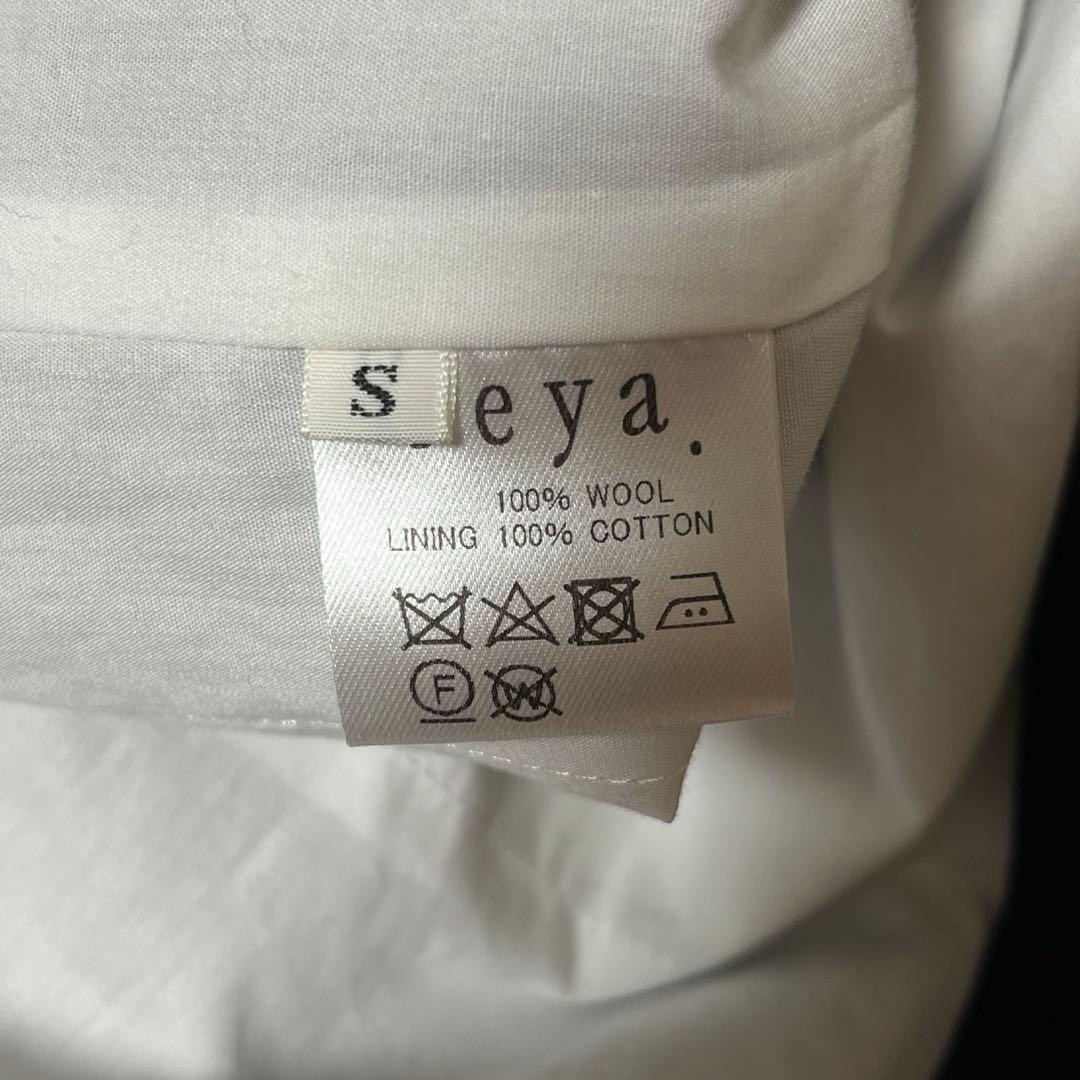 S
eya.
100% WOOL
LINING 100% COTTON
F W